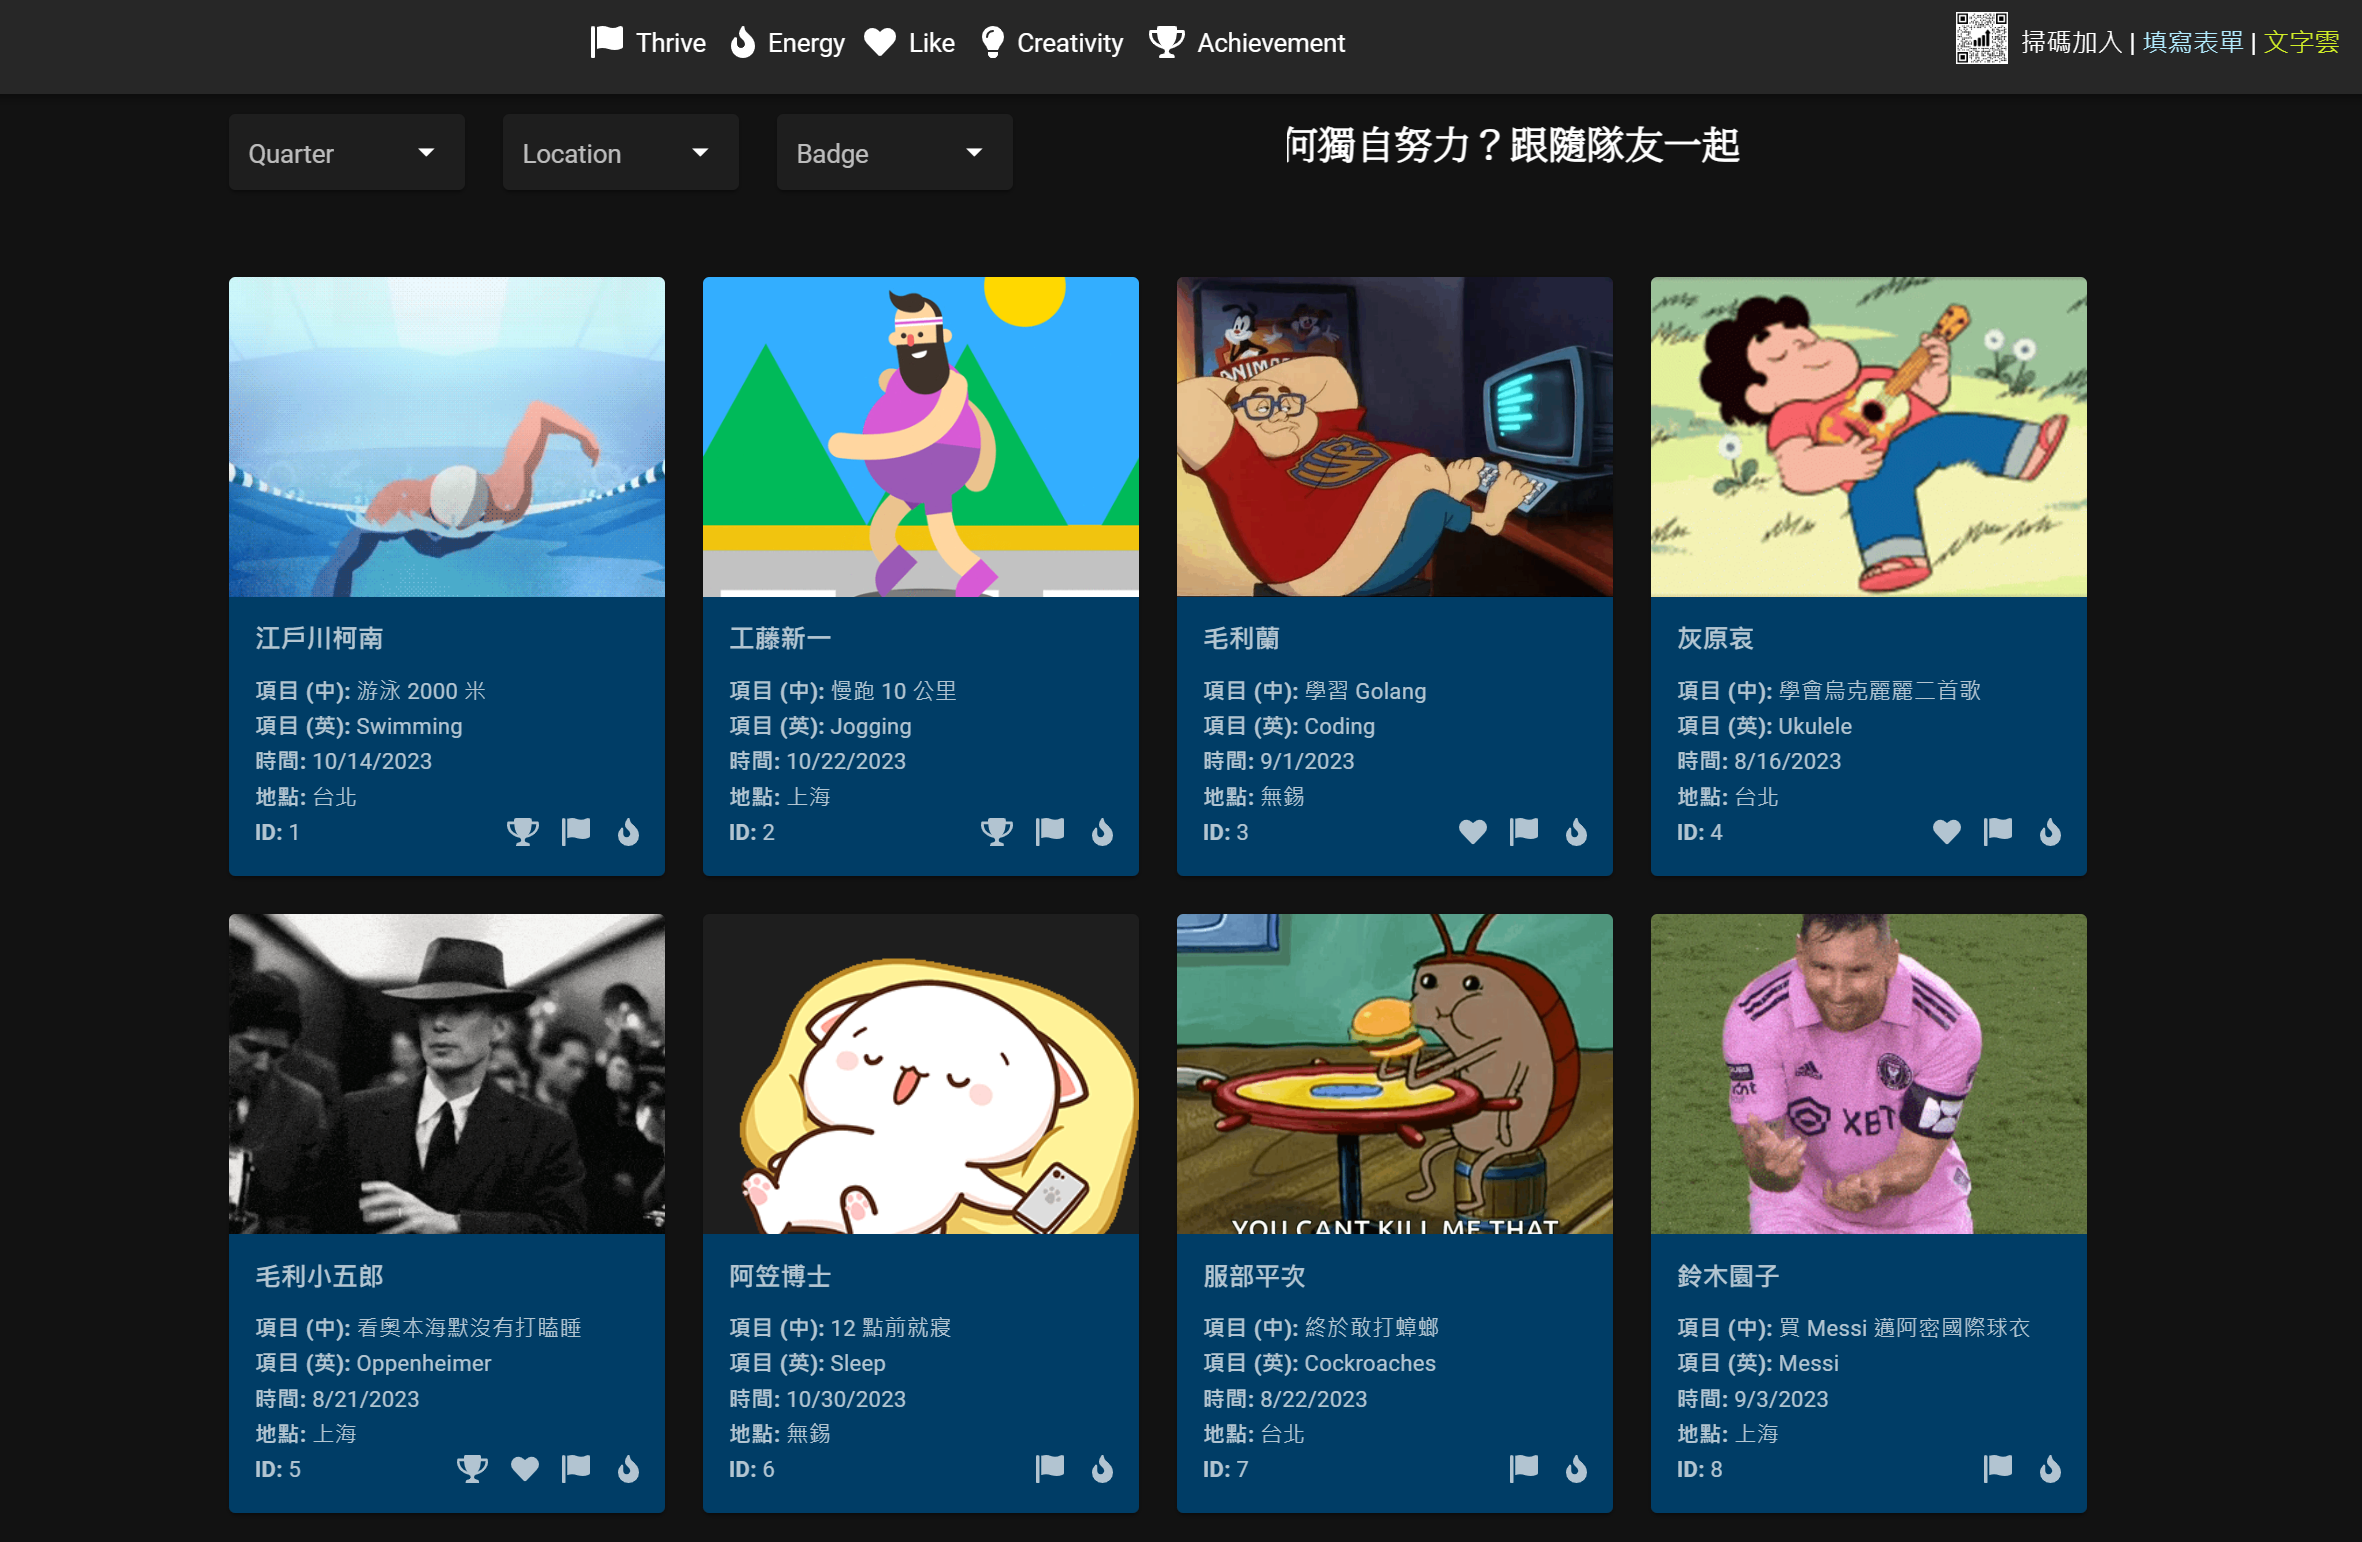 Thrive Energy Like Creativity Achievement
掃碼加入 | 填寫表單 | 文字雲
Quarter Location Badge
何獨自努力？跟隨隊友一起
江戶川柯南
項目 (中): 游泳 2000 米
項目 (英): Swimming
時間: 10/14/2023
地點: 台北
ID: 1
工藤新一
項目 (中): 慢跑 10 公里
項目 (英): Jogging
時間: 10/22/2023
地點: 上海
ID: 2
ANIMA
WB
毛利蘭
項目 (中): 學習 Golang
項目 (英): Coding
時間: 9/1/2023
地點: 無錫
ID: 3
灰原哀
項目 (中): 學會烏克麗麗二首歌
項目 (英): Ukulele
時間: 8/16/2023
地點: 台北
ID: 4
毛利小五郎
項目 (中): 看奧本海默沒有打瞌睡
項目 (英): Oppenheimer
時間: 8/21/2023
地點: 上海
ID: 5
阿笠博士
項目 (中): 12 點前就寢
項目 (英): Sleep
時間: 10/30/2023
地點: 無錫
ID: 6
YOU CANT KILL ME THAT
服部平次
項目 (中): 終於敢打蟑螂
項目 (英): Cockroaches
時間: 8/22/2023
地點: 台北
ID: 7
XBT
鈴木園子
項目 (中): 買 Messi 邁阿密國際球衣
項目 (英): Messi
時間: 9/3/2023
地點: 上海
ID: 8